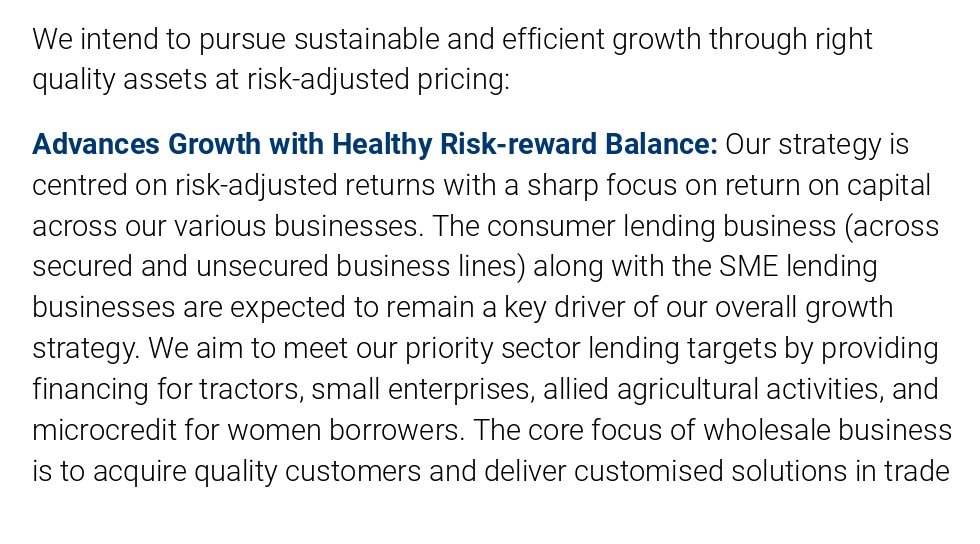 We intend to pursue sustainable and efficient growth through right
quality assets at risk-adjusted pricing:
Advances Growth with Healthy Risk-reward Balance: Our strategy is
centred on risk-adjusted returns with a sharp focus on return on capital
across our various businesses. The consumer lending business (across
secured and unsecured business lines) along with the SME lending
businesses are expected to remain a key driver of our overall growth
strategy. We aim to meet our priority sector lending targets by providing
financing for tractors, small enterprises, allied agricultural activities, and
microcredit for women borrowers. The core focus of wholesale business
is to acquire quality customers and deliver customised solutions in trade